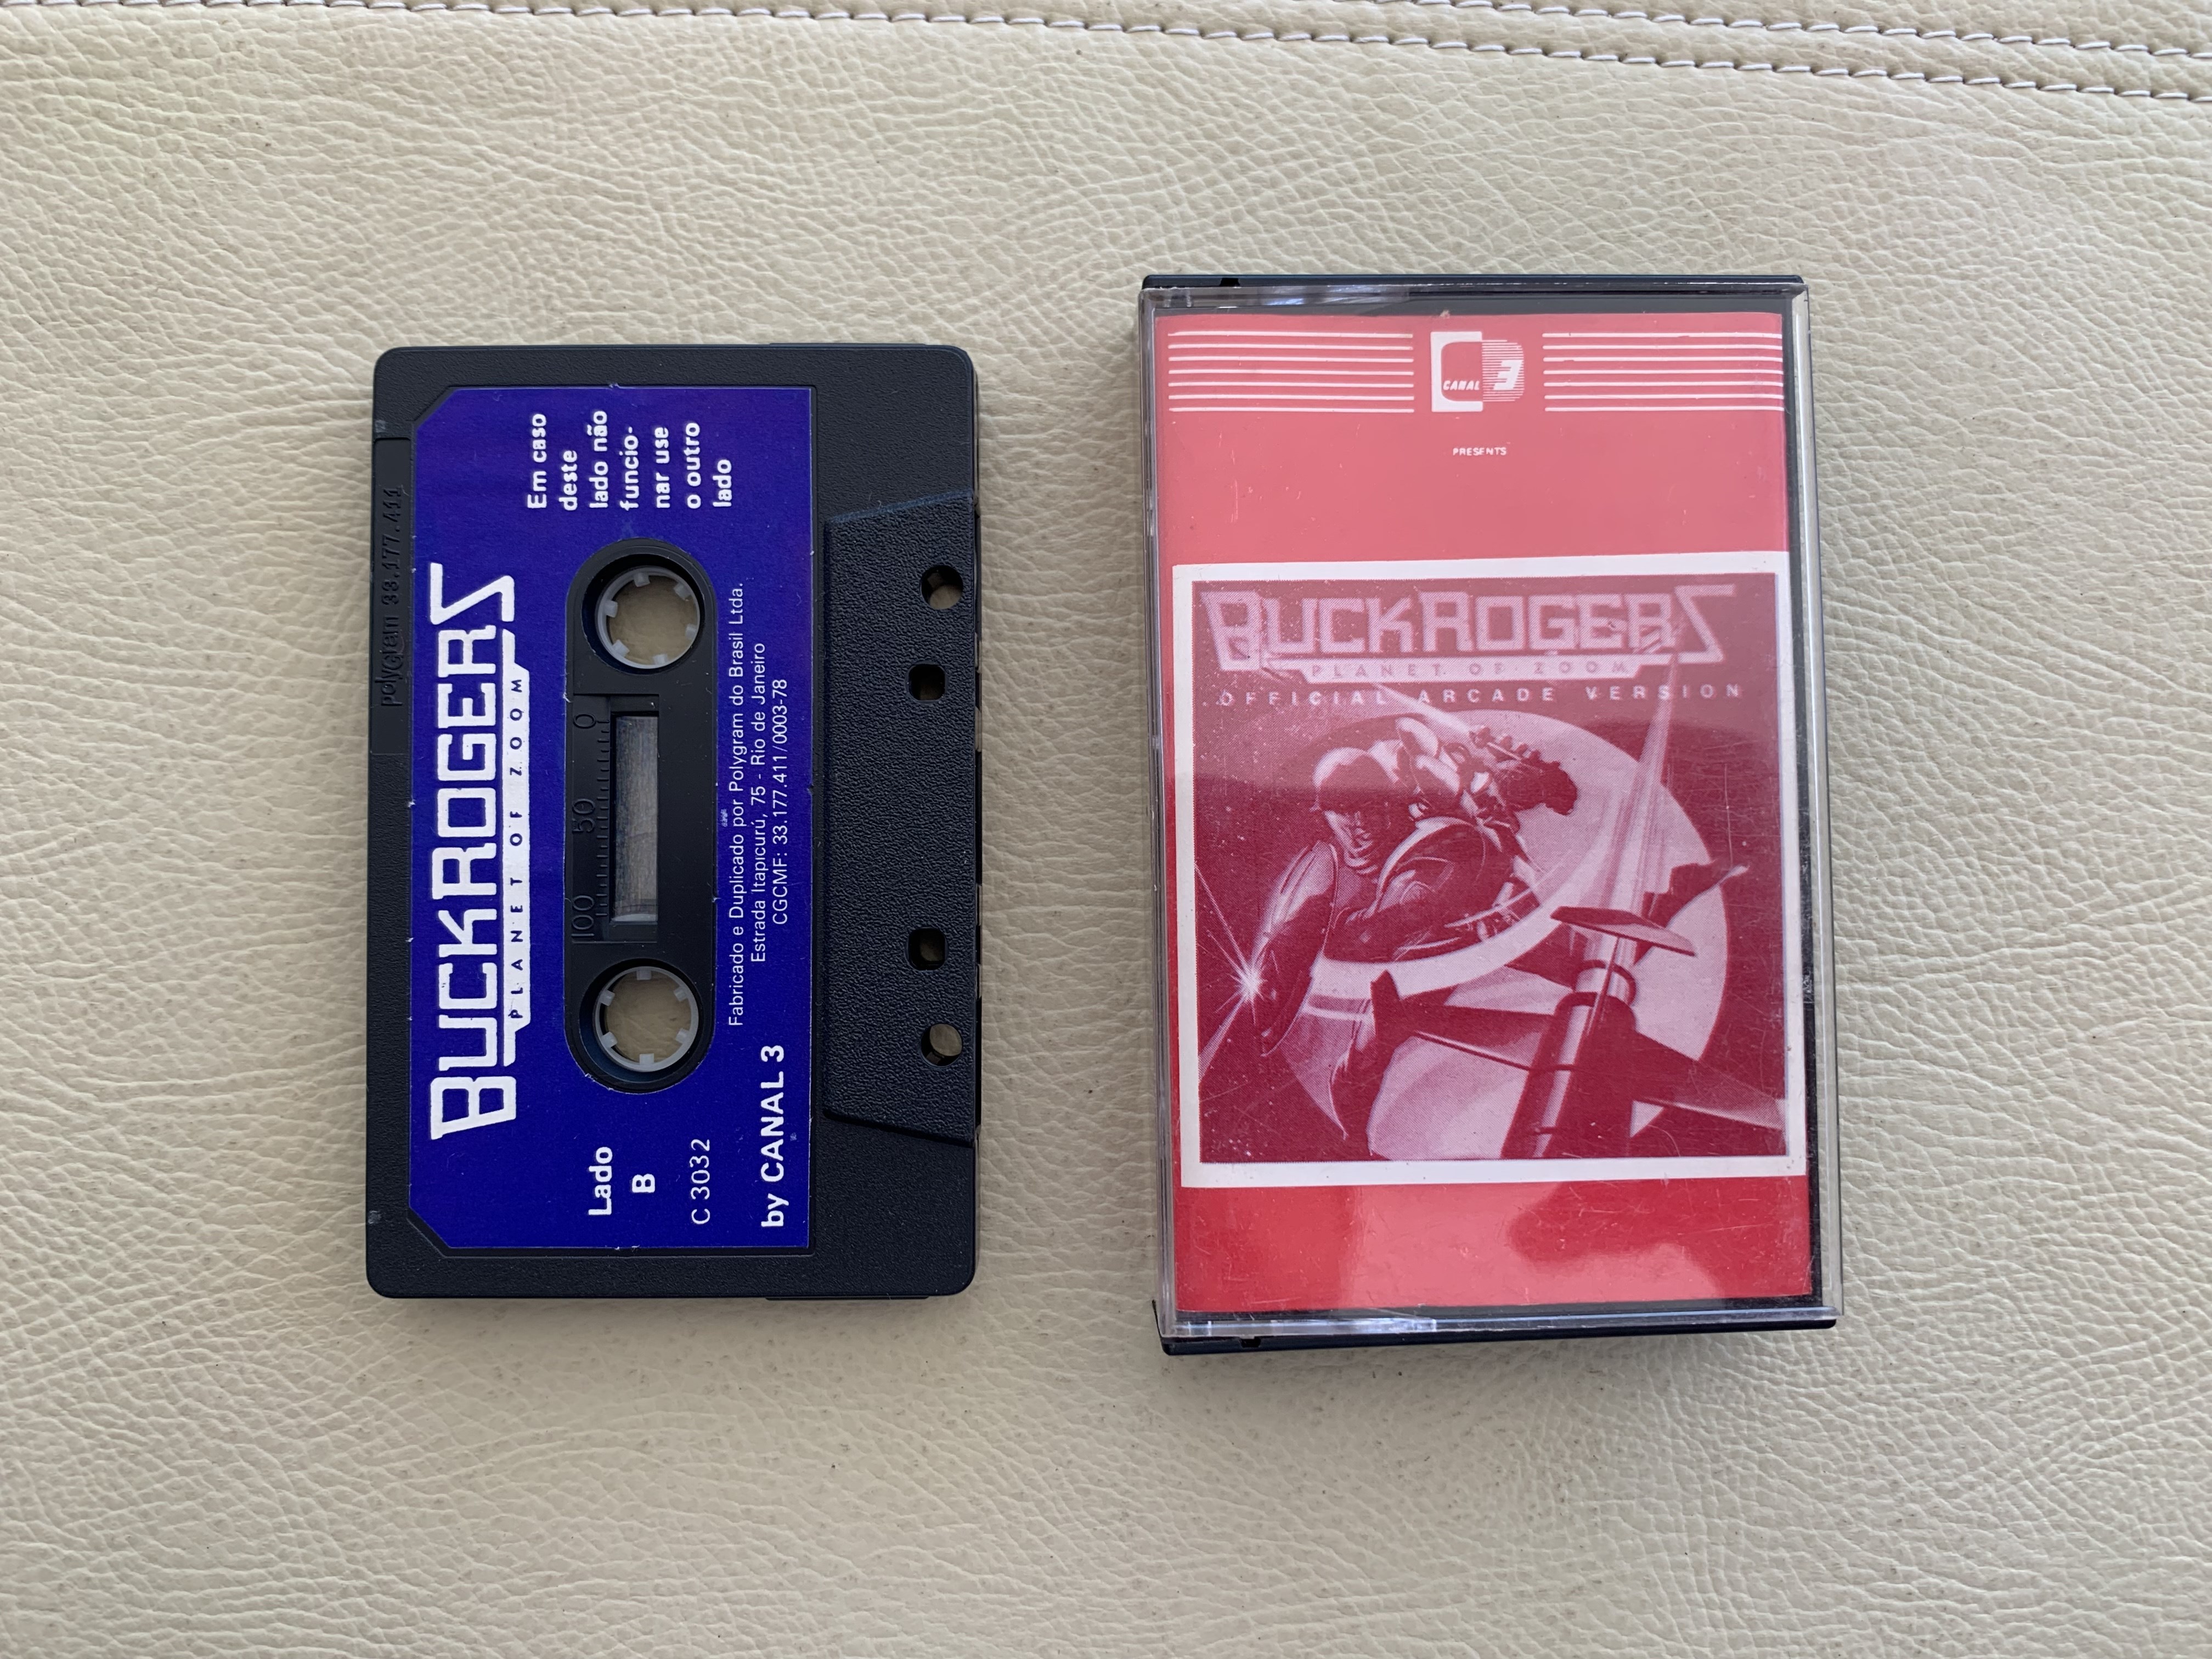 polygram 33.177.411
BUCKROGERS
PLANET OF ZOOM
Em caso
deste
lado não
funcio-
nar use
o outro
lado
Lado
B
C 3032
100 50 0
Fabricado e Duplicado por Polygram do Brasil Ltda.
Estrada Itapicurú, 75 - Rio de Janeiro
CGCMF: 33.177.411/0003-78
by CANAL 3
CANAL 3
PRESENTS
BUCKROGERS
PLANET OF ZOOM
OFFICIAL ARCADE VERSION